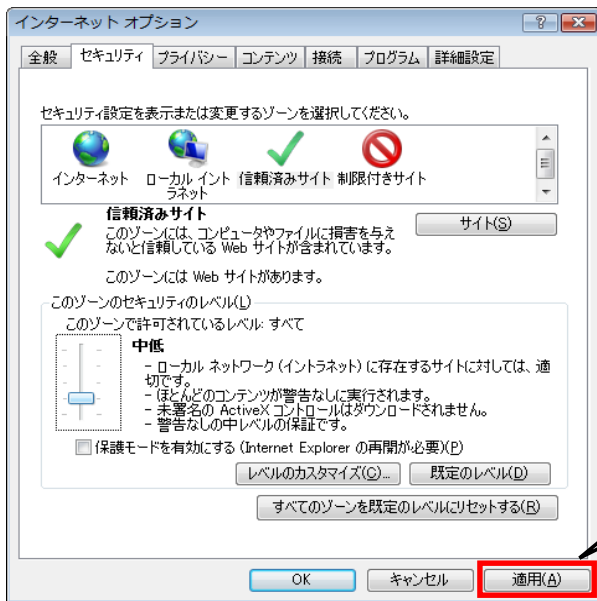 インターネット オプション
全般 セキュリティ プライバシー コンテンツ 接続 プログラム 詳細設定
セキュリティ設定を表示または変更するゾーンを選択してください。
インターネット ローカル イント 信頼済みサイト 制限付きサイト
ラネット
信頼済みサイト
サイト(S)
このゾーンには、コンピュータやファイルに損害を与え
ないと信頼している Web サイトが含まれています。
このゾーンには Web サイトがあります。
このゾーンのセキュリティのレベル(L)
このゾーンで許可されているレベル: すべて
中低
- ローカル ネットワーク (イントラネット) に存在するサイトに対しては、適
切です。
- ほとんどのコンテンツが警告なしに実行されます。
- 未署名の ActiveX コントロールはダウンロードされません。
- 警告なしの中レベルの保証です。
保護モードを有効にする (Internet Explorer の再開が必要)(P)
レベルのカスタマイズ(C)... 既定のレベル(D)
すべてのゾーンを既定のレベルにリセットする(R)
OK キャンセル 適用(A)